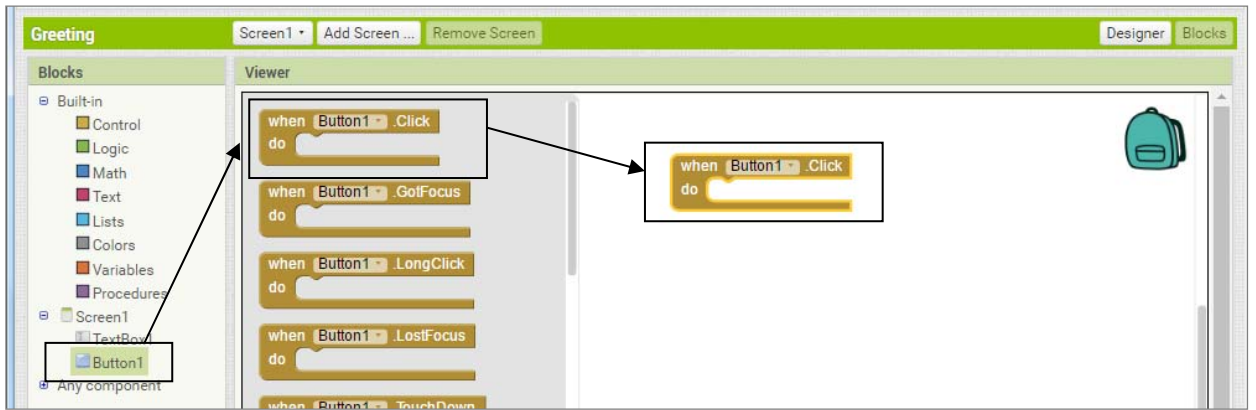 Greeting Screen1 Add Screen ... Remove Screen Designer Blocks
Blocks
Viewer
Built-in
Control
Logic
Math
Text
Lists
Colors
Variables
Procedures
Screen1
TextBox1
Button1
Any component
when Button1 .Click
do
when Button1 .GotFocus
do
when Button1 .LongClick
do
when Button1 .LostFocus
do
when Button1 .TouchDown
when Button1 .Click
do